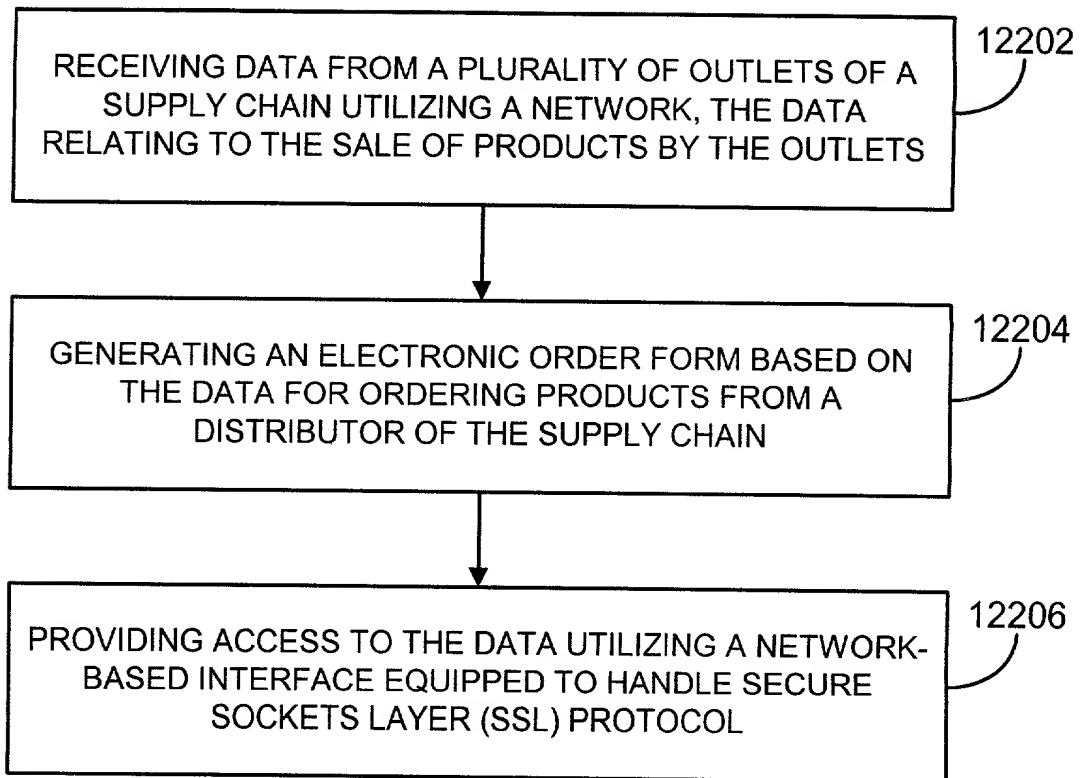 12202
RECEIVING DATA FROM A PLURALITY OF OUTLETS OF A
SUPPLY CHAIN UTILIZING A NETWORK, THE DATA
RELATING TO THE SALE OF PRODUCTS BY THE OUTLETS
12204
GENERATING AN ELECTRONIC ORDER FORM BASED ON
THE DATA FOR ORDERING PRODUCTS FROM A
DISTRIBUTOR OF THE SUPPLY CHAIN
12206
PROVIDING ACCESS TO THE DATA UTILIZING A NETWORK-
BASED INTERFACE EQUIPPED TO HANDLE SECURE
SOCKETS LAYER (SSL) PROTOCOL